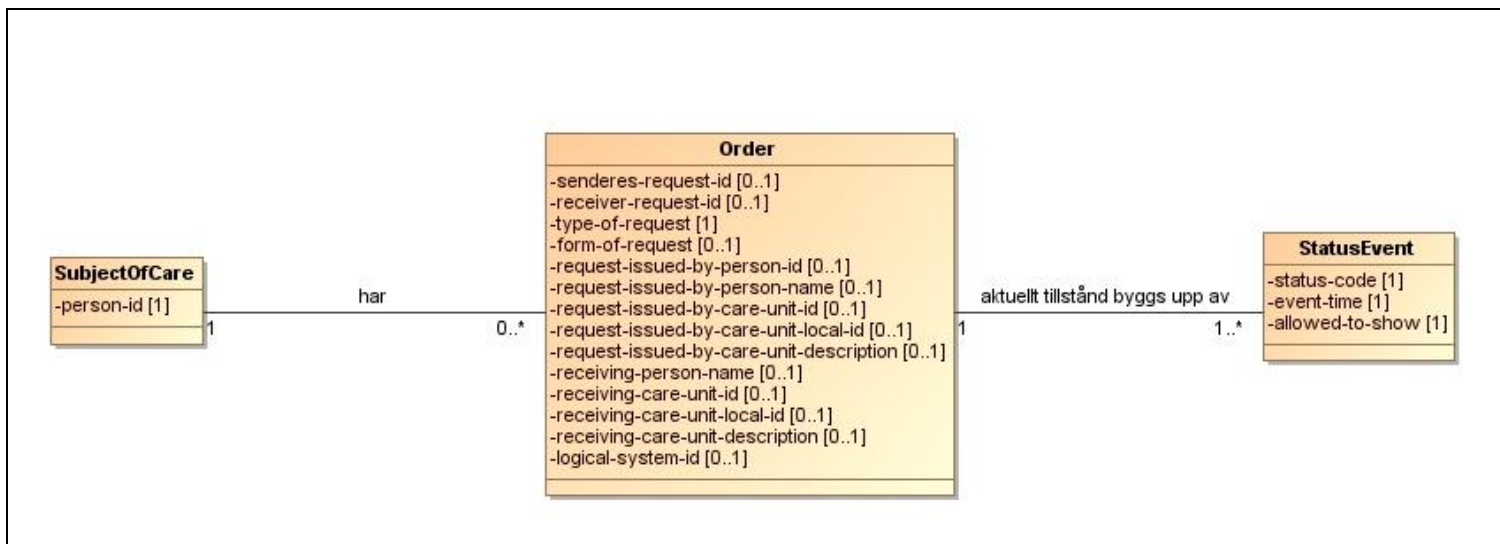 SubjectOfCare
-person-id [1]
1
har
0..*
Order
-senderes-request-id [0..1]
-receiver-request-id [0..1]
-type-of-request [1]
-form-of-request [0..1]
-request-issued-by-person-id [0..1]
-request-issued-by-person-name [0..1]
-request-issued-by-care-unit-id [0..1]
-request-issued-by-care-unit-local-id [0..1]
-request-issued-by-care-unit-description [0..1]
-receiving-person-name [0..1]
-receiving-care-unit-id [0..1]
-receiving-care-unit-local-id [0..1]
-receiving-care-unit-description [0..1]
-logical-system-id [0..1]
1
aktuellt tillstånd byggs upp av
1..*
StatusEvent
-status-code [1]
-event-time [1]
-allowed-to-show [1]